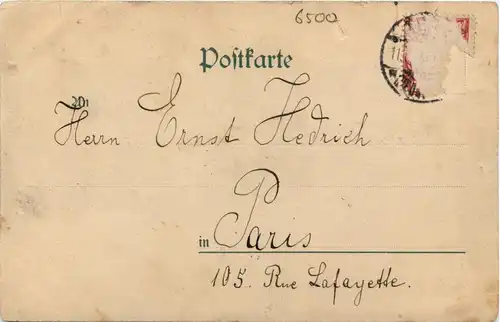 6500
Postkarte
An
Herrn Ernst Hedrich
in Paris
105. Rue Lafayette.